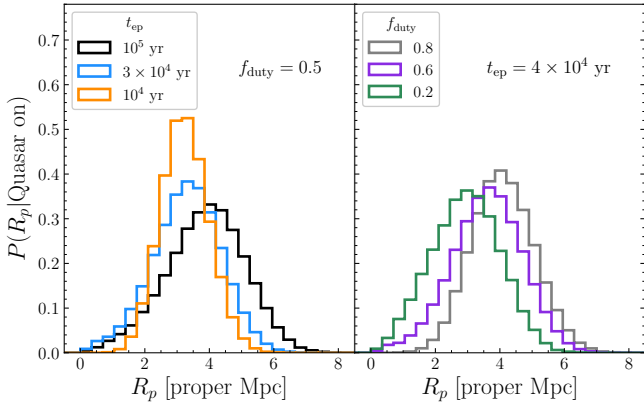 t_ep
10^5 yr
3 × 10^4 yr
10^4 yr
f_duty = 0.5
f_duty
0.8
0.6
0.2
t_ep = 4 × 10^4 yr
P(R_p|Quasar on)
0.7
0.6
0.5
0.4
0.3
0.2
0.1
0.0
0 2 4 6 8
0 2 4 6 8
R_p [proper Mpc]
R_p [proper Mpc]